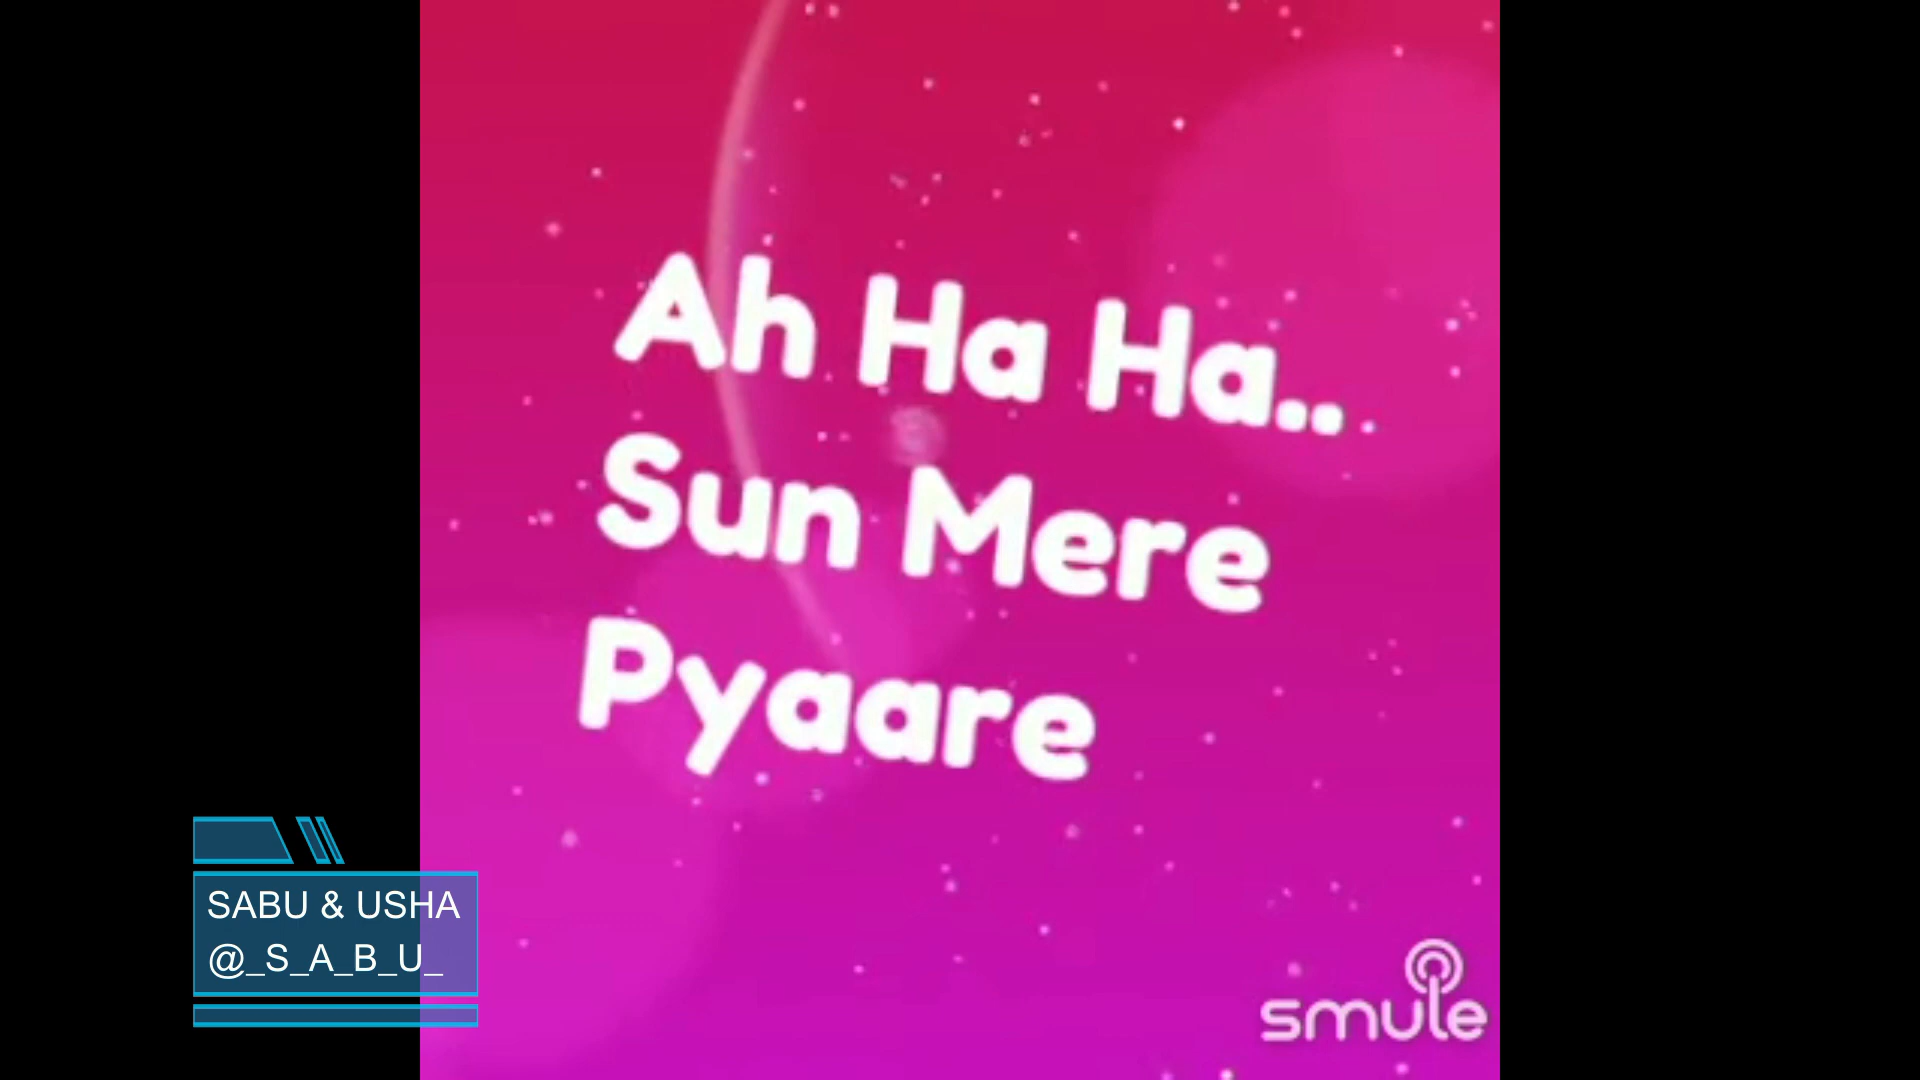 Ah Ha Ha..
Sun Mere
Pyaare
SABU & USHA
@_S_A_B_U_
smule